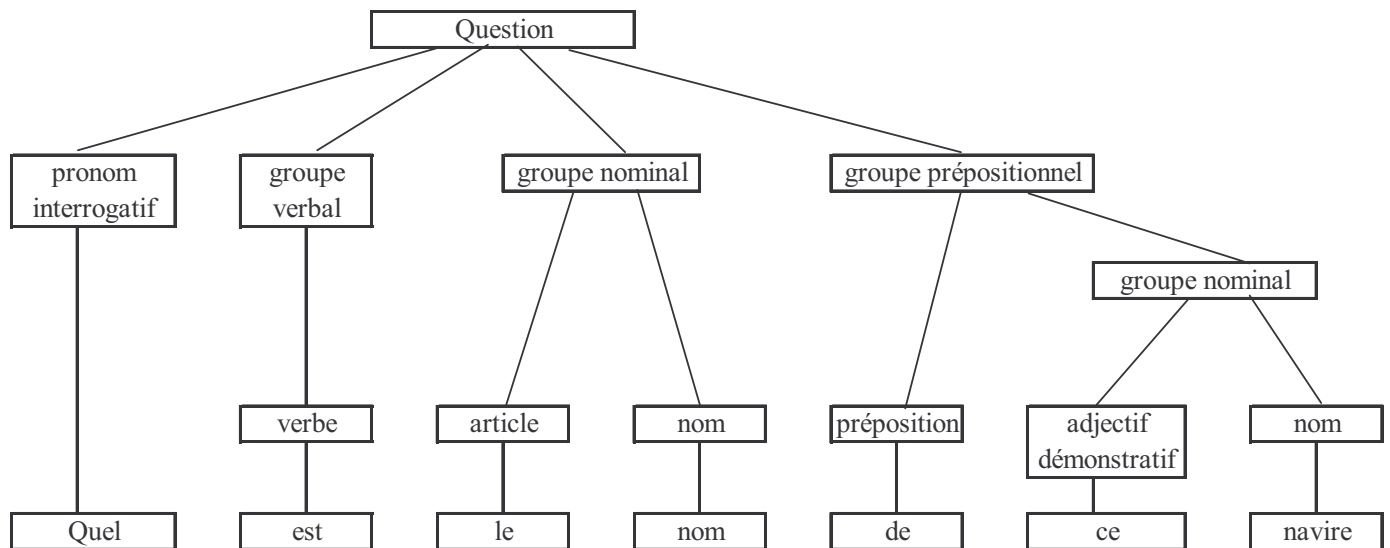 Question
pronom
interrogatif
groupe
verbal
groupe nominal
groupe prépositionnel
groupe nominal
verbe
article
nom
préposition
adjectif
démonstratif
nom
Quel
est
le
nom
de
ce
navire